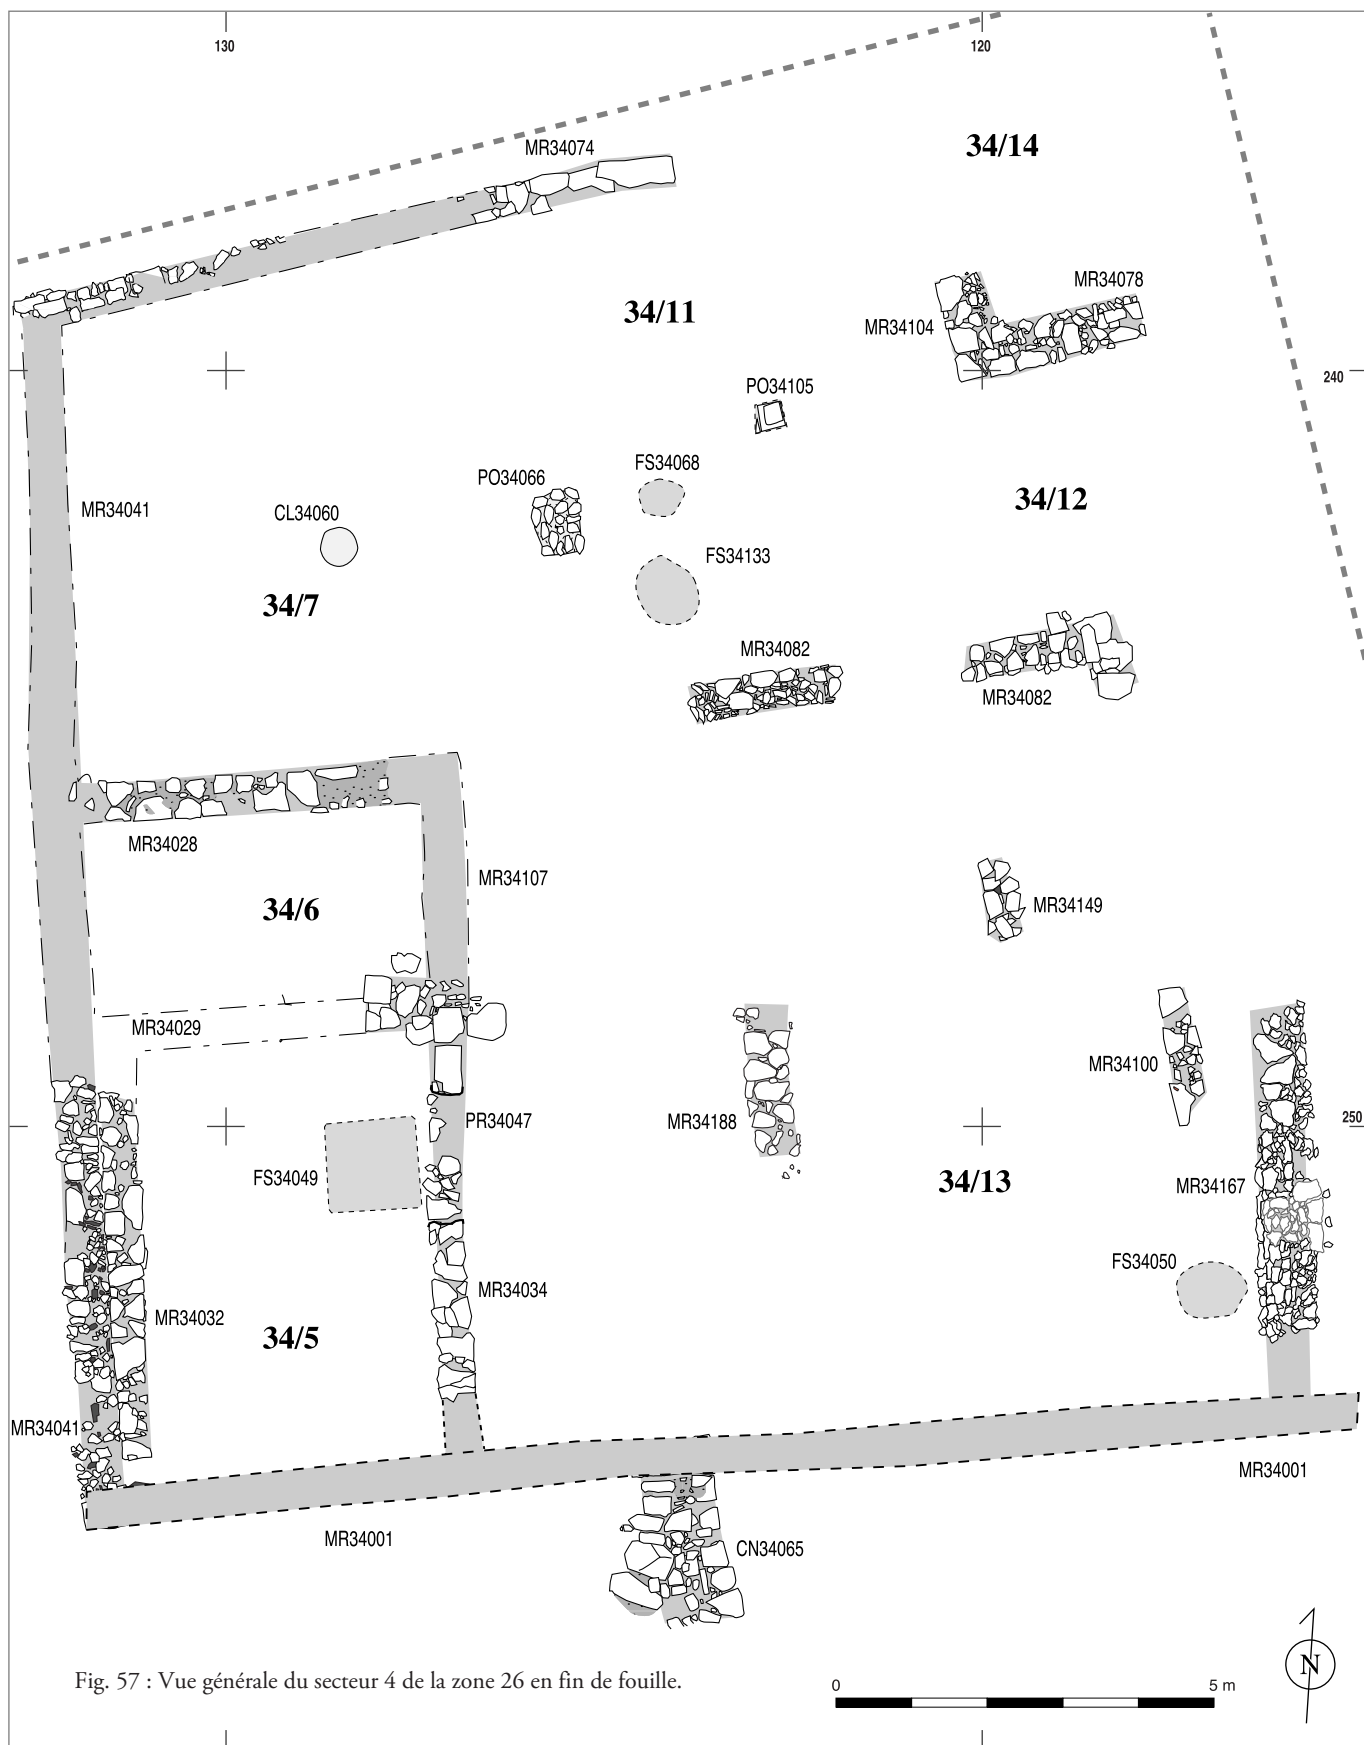 130
120
MR34074
34/14
MR34078
34/11
MR34104
240
PO34105
FS34068
PO34066
34/12
MR34041
CL34060
FS34133
34/7
MR34082
MR34082
MR34028
MR34107
34/6
MR34149
MR34029
MR34100
PR34047
MR34188
250
FS34049
34/13
MR34167
FS34050
MR34034
MR34032
34/5
MR34041
MR34001
MR34001
CN34065
N
Fig. 57 : Vue générale du secteur 4 de la zone 26 en fin de fouille.
0
5 m